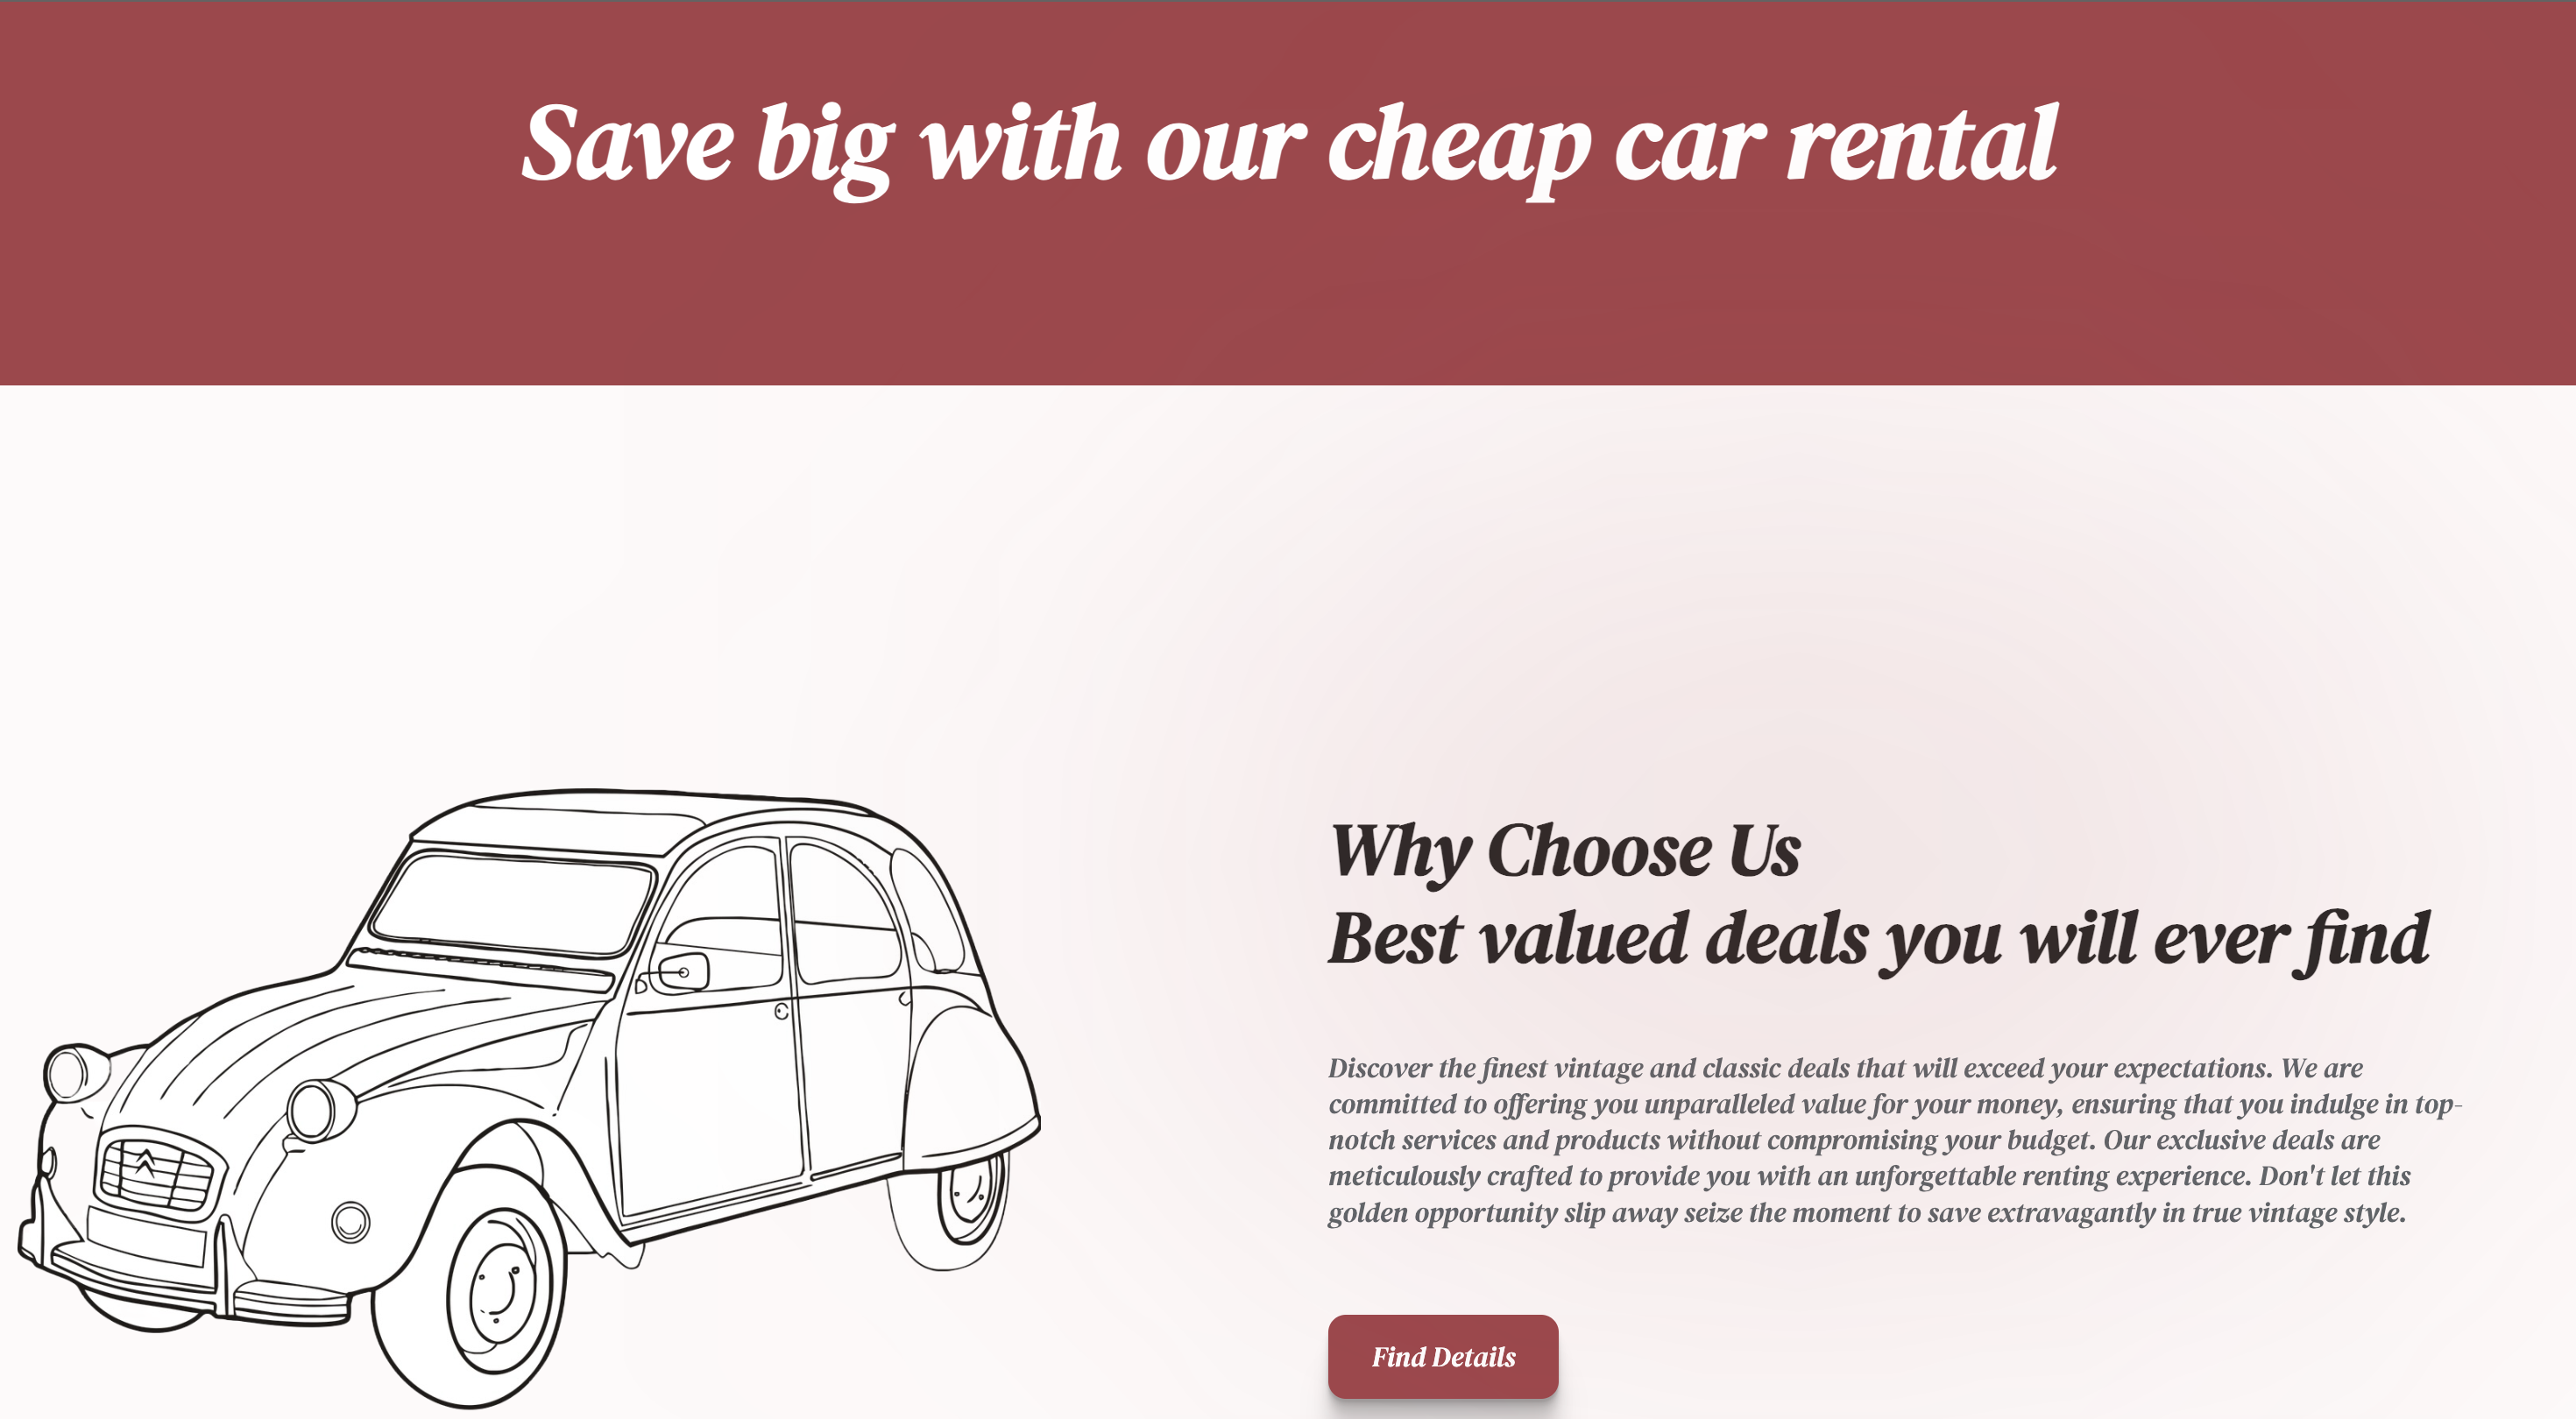 Save big with our cheap car rental
Why Choose Us
Best valued deals you will ever find
Discover the finest vintage and classic deals that will exceed your expectations. We are
committed to offering you unparalleled value for your money, ensuring that you indulge in top-
notch services and products without compromising your budget. Our exclusive deals are
meticulously crafted to provide you with an unforgettable renting experience. Don't let this
golden opportunity slip away seize the moment to save extravagantly in true vintage style.
Find Details